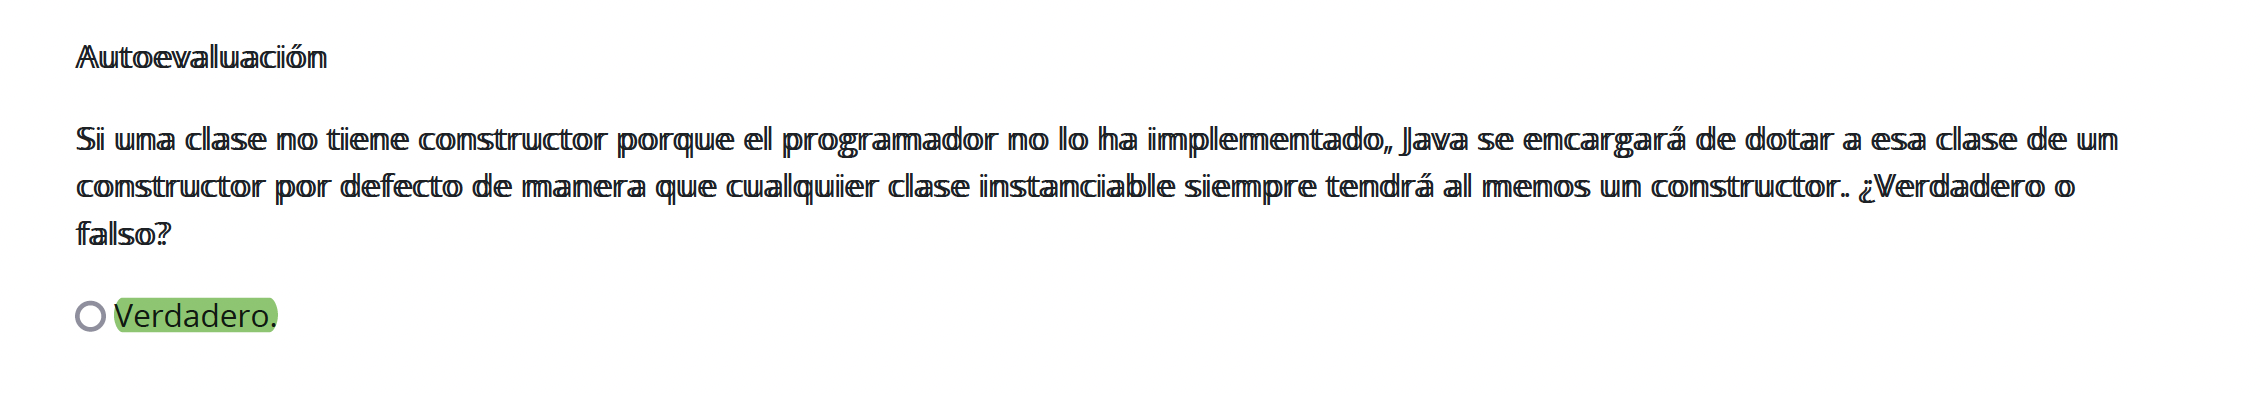 Autoevaluación
Si una clase no tiene constructor porque el programador no lo ha implementado, Java se encargará de dotar a esa clase de un
constructor por defecto de manera que cualquier clase instanciable siempre tendrá al menos un constructor. ¿Verdadero o
falso?
Verdadero.